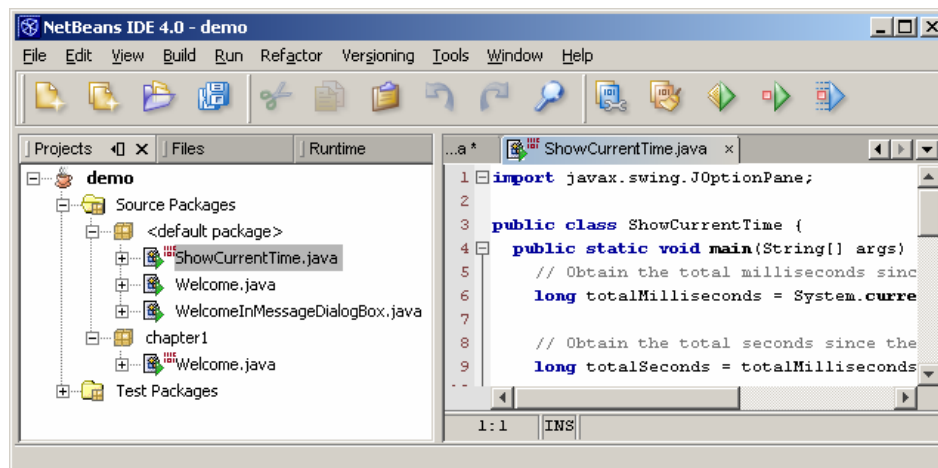 NetBeans IDE 4.0 - demo
File Edit View Build Run Refactor Versioning Tools Window Help
Projects Files Runtime
demo
Source Packages
<default package>
ShowCurrentTime.java
Welcome.java
WelcomeInMessageDialogBox.java
chapter1
Welcome.java
Test Packages
...a * ShowCurrentTime.java x
1 import javax.swing.JOptionPane;
2
3 public class ShowCurrentTime {
4 public static void main(String[] args)
5 // Obtain the total milliseconds sinc
6 long totalMilliseconds = System.curre
7
8 // Obtain the total seconds since the
9 long totalSeconds = totalMilliseconds
1:1 INS